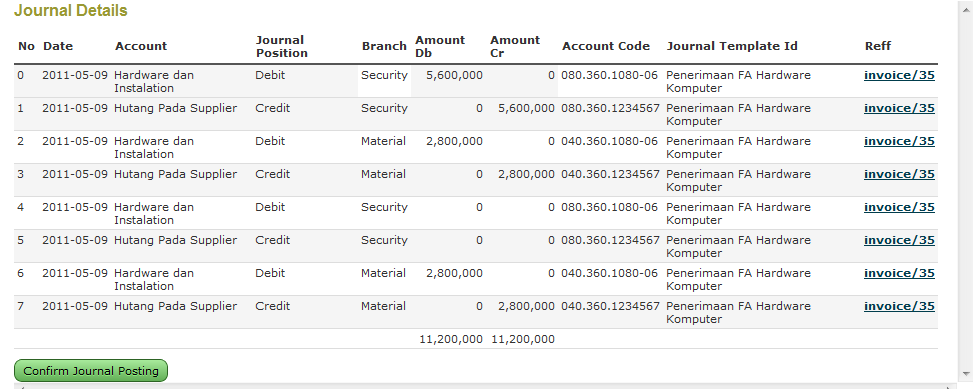 Journal Details
No Date Account Journal Position Branch Amount Db Amount Cr Account Code Journal Template Id Reff
0 2011-05-09 Hardware dan Instalation Debit Security 5,600,000 0 080.360.1080-06 Penerimaan FA Hardware Komputer invoice/35
1 2011-05-09 Hutang Pada Supplier Credit Security 0 5,600,000 080.360.1234567 Penerimaan FA Hardware Komputer invoice/35
2 2011-05-09 Hardware dan Instalation Debit Material 2,800,000 0 040.360.1080-06 Penerimaan FA Hardware Komputer invoice/35
3 2011-05-09 Hutang Pada Supplier Credit Material 0 2,800,000 040.360.1234567 Penerimaan FA Hardware Komputer invoice/35
4 2011-05-09 Hardware dan Instalation Debit Security 0 0 080.360.1080-06 Penerimaan FA Hardware Komputer invoice/35
5 2011-05-09 Hutang Pada Supplier Credit Security 0 0 080.360.1234567 Penerimaan FA Hardware Komputer invoice/35
6 2011-05-09 Hardware dan Instalation Debit Material 2,800,000 0 040.360.1080-06 Penerimaan FA Hardware Komputer invoice/35
7 2011-05-09 Hutang Pada Supplier Credit Material 0 2,800,000 040.360.1234567 Penerimaan FA Hardware Komputer invoice/35
11,200,000 11,200,000
Confirm Journal Posting